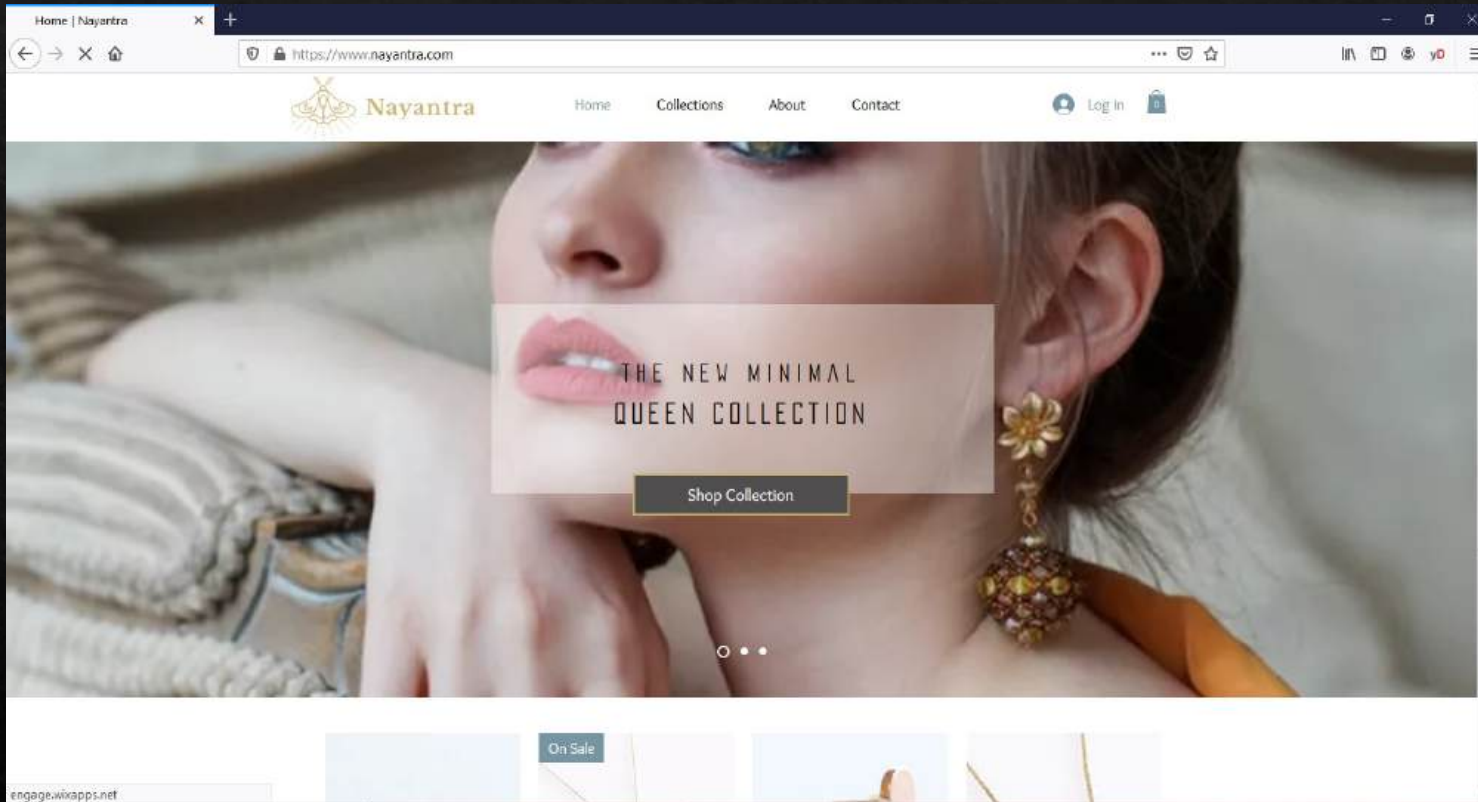 Home | Nayantra
https://www.nayantra.com
Nayantra
Home Collections About Contact Log In 0
THE NEW MINIMAL
QUEEN COLLECTION
Shop Collection
On Sale
engage.wixapps.net